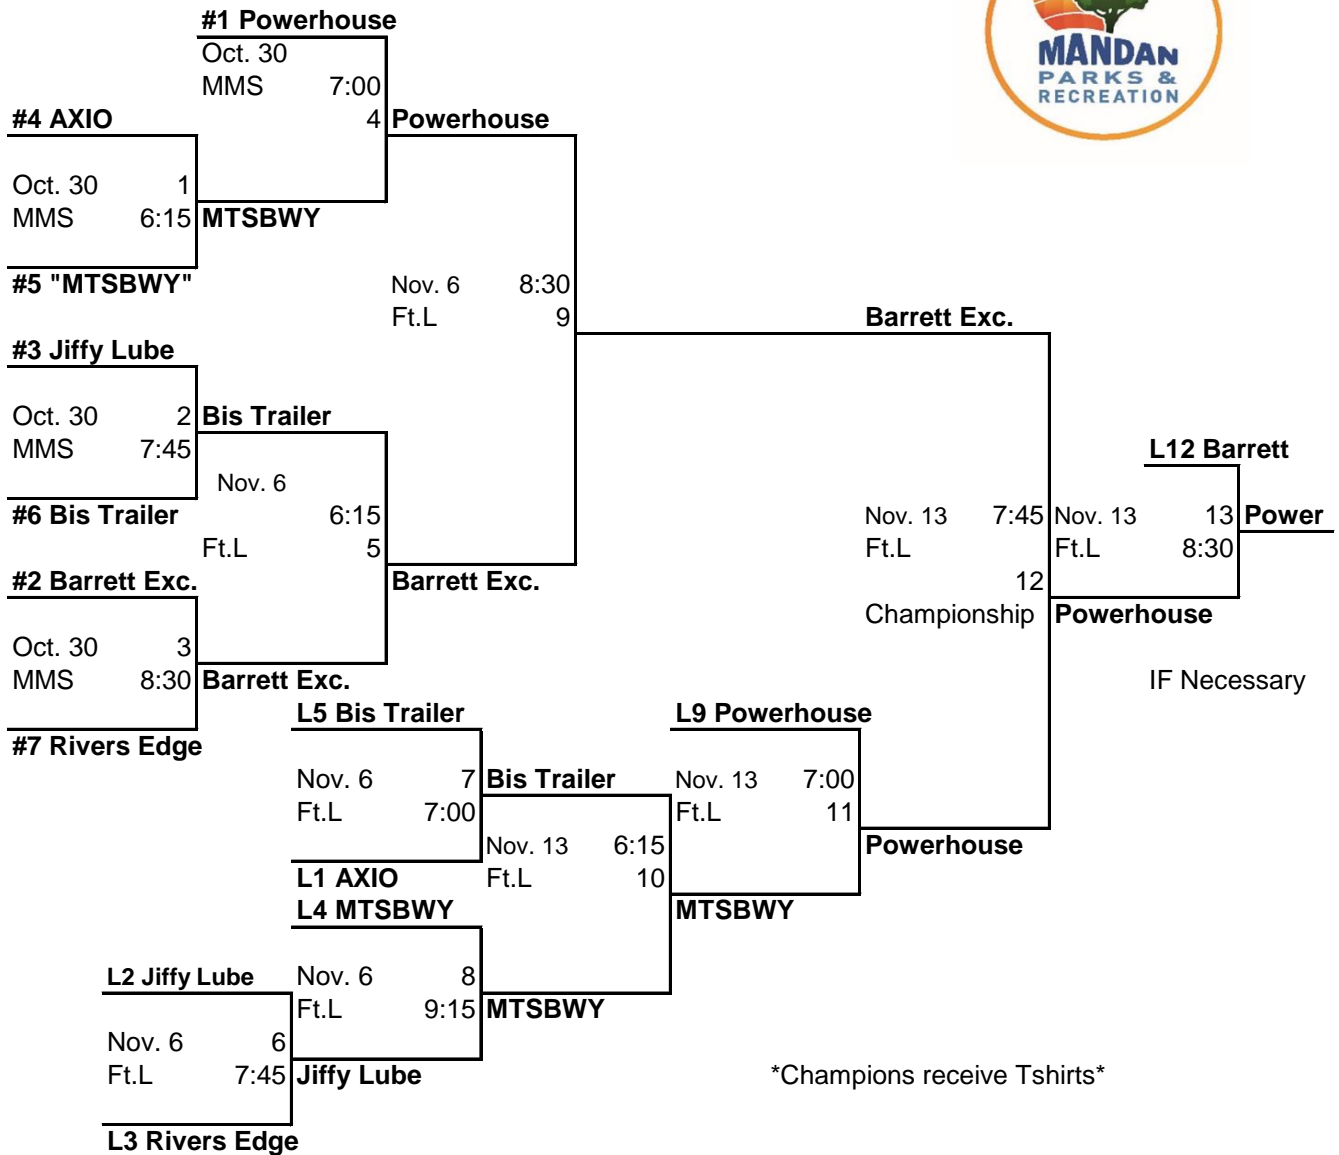 #1 Powerhouse
Oct. 30
MMS 7:00
4
MANDAN
PARKS &
RECREATION
#4 AXIO
Powerhouse
Oct. 30 1
MMS 6:15
MTSBWY
#5 "MTSBWY"
Nov. 6 8:30
Ft.L 9
Barrett Exc.
#3 Jiffy Lube
Oct. 30 2
MMS 7:45
Bis Trailer
L12 Barrett
Nov. 6
6:15
Ft.L 5
#6 Bis Trailer
Nov. 13 7:45
Ft.L
12
Championship
Nov. 13 13
Ft.L 8:30
Power
#2 Barrett Exc.
Barrett Exc.
Powerhouse
Oct. 30 3
MMS 8:30
Barrett Exc.
IF Necessary
L5 Bis Trailer
L9 Powerhouse
#7 Rivers Edge
Nov. 6 7
Ft.L 7:00
Bis Trailer
Nov. 13 7:00
Ft.L 11
Nov. 13 6:15
Ft.L 10
Powerhouse
L1 AXIO
L4 MTSBWY
MTSBWY
L2 Jiffy Lube
Nov. 6 8
Ft.L 9:15
MTSBWY
Nov. 6 6
Ft.L 7:45
Jiffy Lube
*Champions receive Tshirts*
L3 Rivers Edge